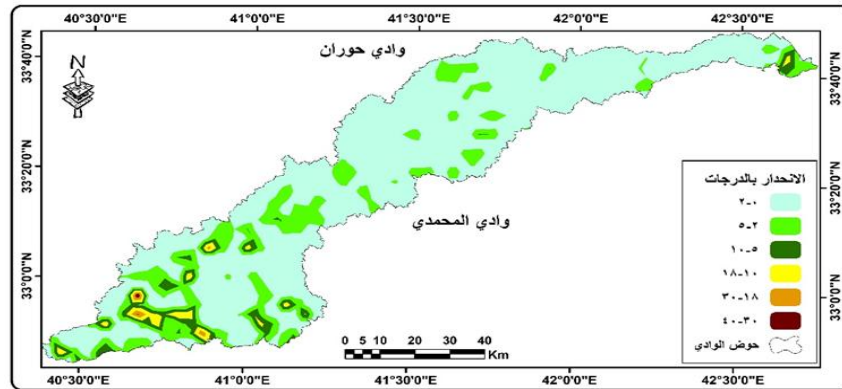 40°30'0"E 41°0'0"E 41°30'0"E 42°0'0"E 42°30'0"E
33°40'0"N
33°20'0"N
33°0'0"N
N
وادي حوران
وادي المحمدي
33°40'0"N
33°20'0"N
33°0'0"N
الانحدار بالدرجات
٠-٢
٢-٥
٥-١٠
١٠-١٨
١٨-٣٠
٣٠-٤٠
حوض الوادي
0 5 10 20 30 40
Km
40°30'0"E 41°0'0"E 41°30'0"E 42°0'0"E 42°30'0"E